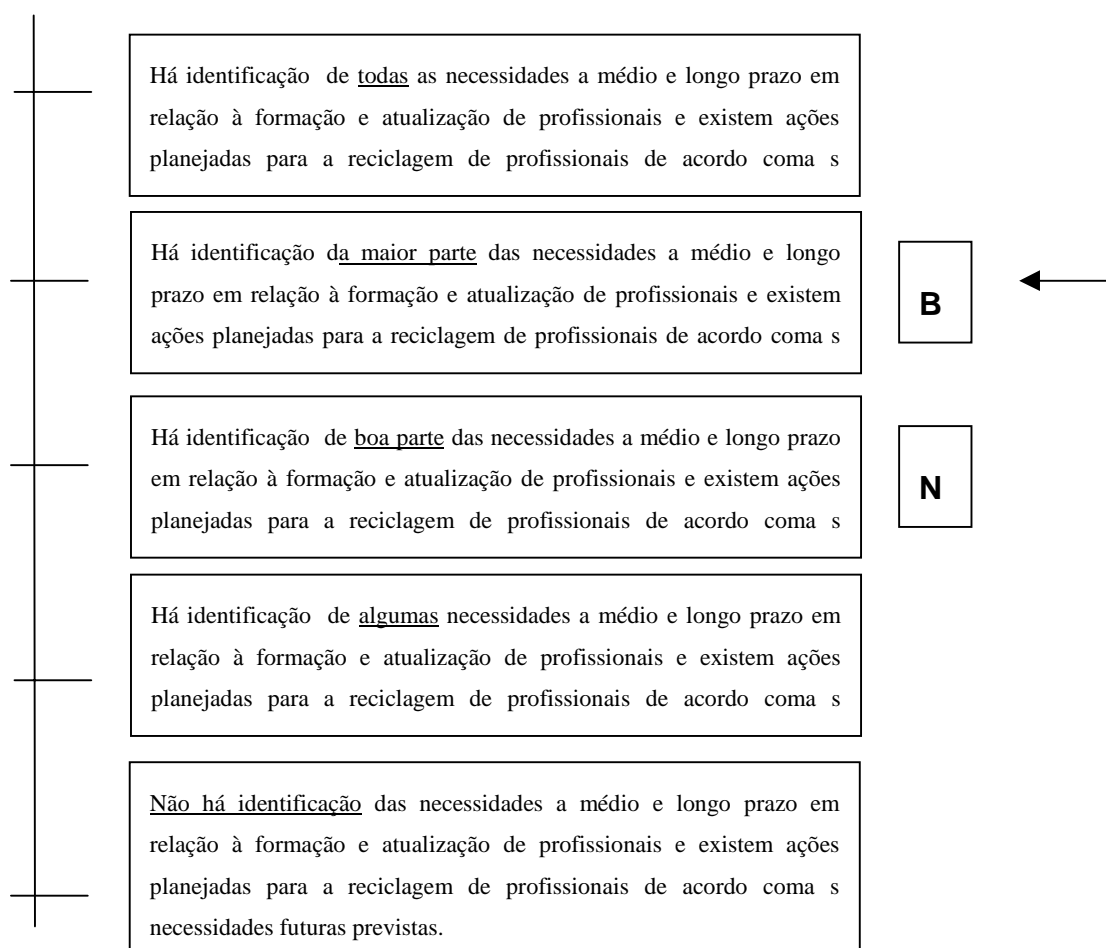 Há identificação de todas as necessidades a médio e longo prazo em
relação à formação e atualização de profissionais e existem ações
planejadas para a reciclagem de profissionais de acordo coma s
Há identificação da maior parte das necessidades a médio e longo
prazo em relação à formação e atualização de profissionais e existem
ações planejadas para a reciclagem de profissionais de acordo coma s
B
Há identificação de boa parte das necessidades a médio e longo prazo
em relação à formação e atualização de profissionais e existem ações
planejadas para a reciclagem de profissionais de acordo coma s
N
Há identificação de algumas necessidades a médio e longo prazo em
relação à formação e atualização de profissionais e existem ações
planejadas para a reciclagem de profissionais de acordo coma s
Não há identificação das necessidades a médio e longo prazo em
relação à formação e atualização de profissionais e existem ações
planejadas para a reciclagem de profissionais de acordo coma s
necessidades futuras previstas.